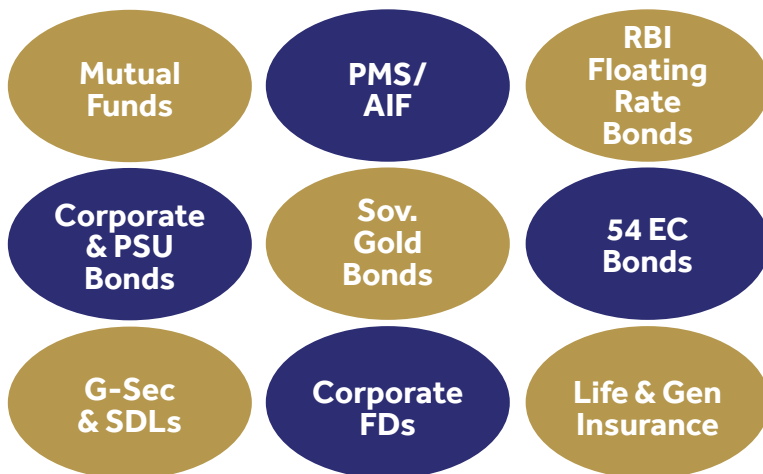 Mutual
Funds
PMS/
AIF
RBI
Floating
Rate
Bonds
Corporate
& PSU
Bonds
Sov.
Gold
Bonds
54 EC
Bonds
G-Sec
& SDLs
Corporate
FDs
Life & Gen
Insurance